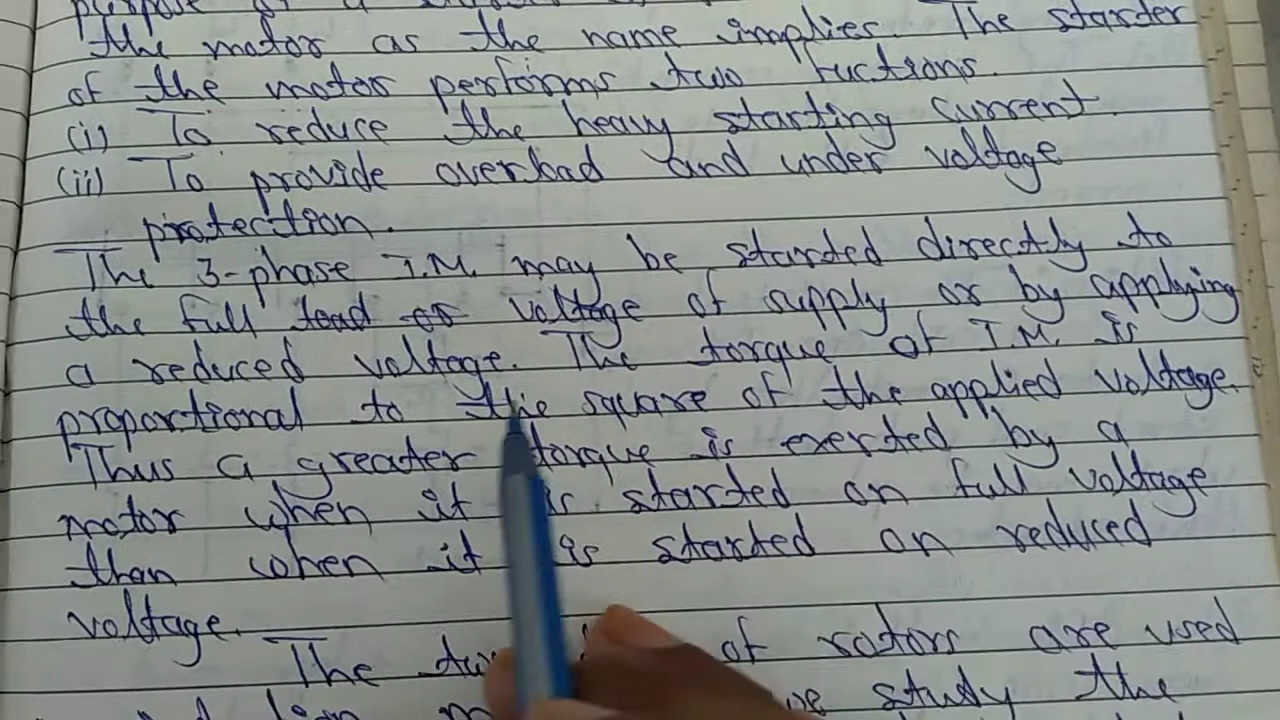 purpose of a
the motor as the name implies. The starter
of the motor performs two fuctions.
(i) To reduce the heavy starting current.
(ii) To provide overload and under voltage
protection.
The 3-phase I.M. may be started directly to
the full load or voltage of supply or by applying
a reduced voltage. The torque of I.M. is
proportional to the square of the applied voltage.
Thus a greater torque is exerted by a
motor when it is started on full voltage
than when it is started on reduced
voltage.
The of rotors are used
study the